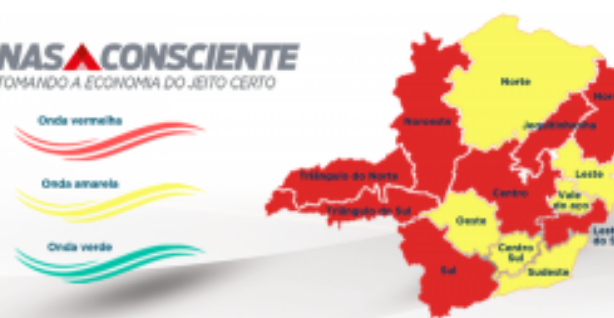 NAS CONSCIENTE
TOMANDO A ECONOMIA DO JEITO CERTO
Onda vermelha
Onda amarela
Onda verde
Norte
Nor
Noroeste
Jequitinhonha
Leste
Triângulo do Norte
Centro
Vale
do aço
Triângulo do Sul
Oeste
Leste
do S
Centro
Sul
Sul
Sudeste